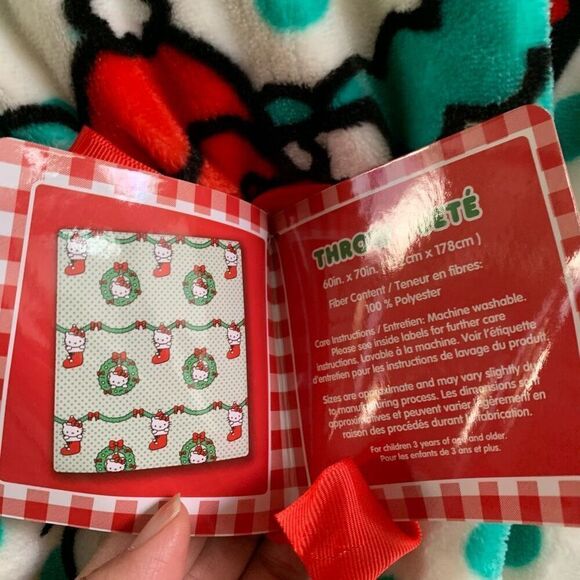 THROW / JETÉ
60in. x 70in. cm x 178cm )
Fiber Content / Teneur en fibres:
100 % Polyester
Care Instructions / Entretien: Machine washable.
Please see inside labels for further care
instructions. Lavable à la machine. Voir l'étiquette
d'entretien pour les instructions de lavage du produit.
Sizes are approximate and may vary slightly due
to manufacturing process. Les dimensions sont
approximatives et peuvent varier légèrement en
raison des procédés durant la fabrication.
For children 3 years of age and older.
Pour les enfants de 3 ans et plus.